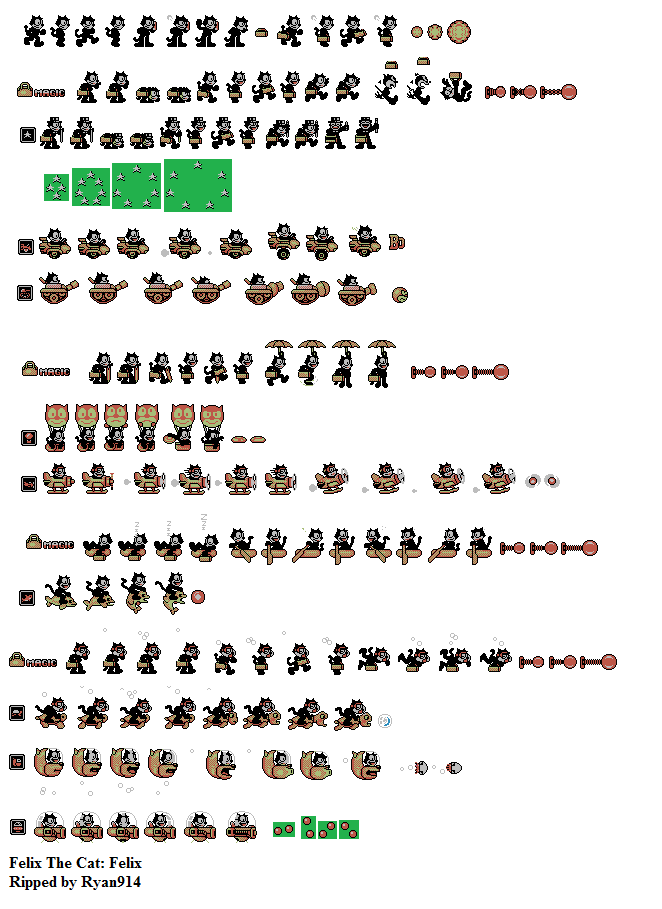 MAGIC
B
MAGIC
Z
Z
MAGIC
MAGIC
Felix The Cat: Felix
Ripped by Ryan914